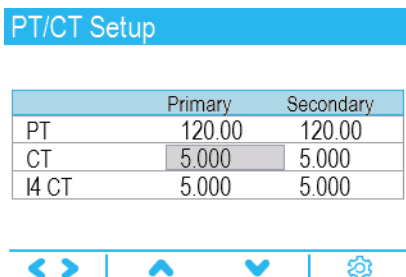 PT/CT Setup
Primary Secondary
PT 120.00 120.00
CT 5.000 5.000
I4 CT 5.000 5.000